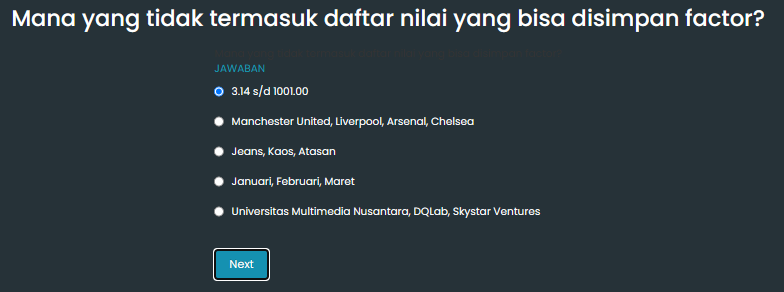 Mana yang tidak termasuk daftar nilai yang bisa disimpan factor?
JAWABAN
3.14 s/d 1001.00
Manchester United, Liverpool, Arsenal, Chelsea
Jeans, Kaos, Atasan
Januari, Februari, Maret
Universitas Multimedia Nusantara, DQLab, Skystar Ventures
Next